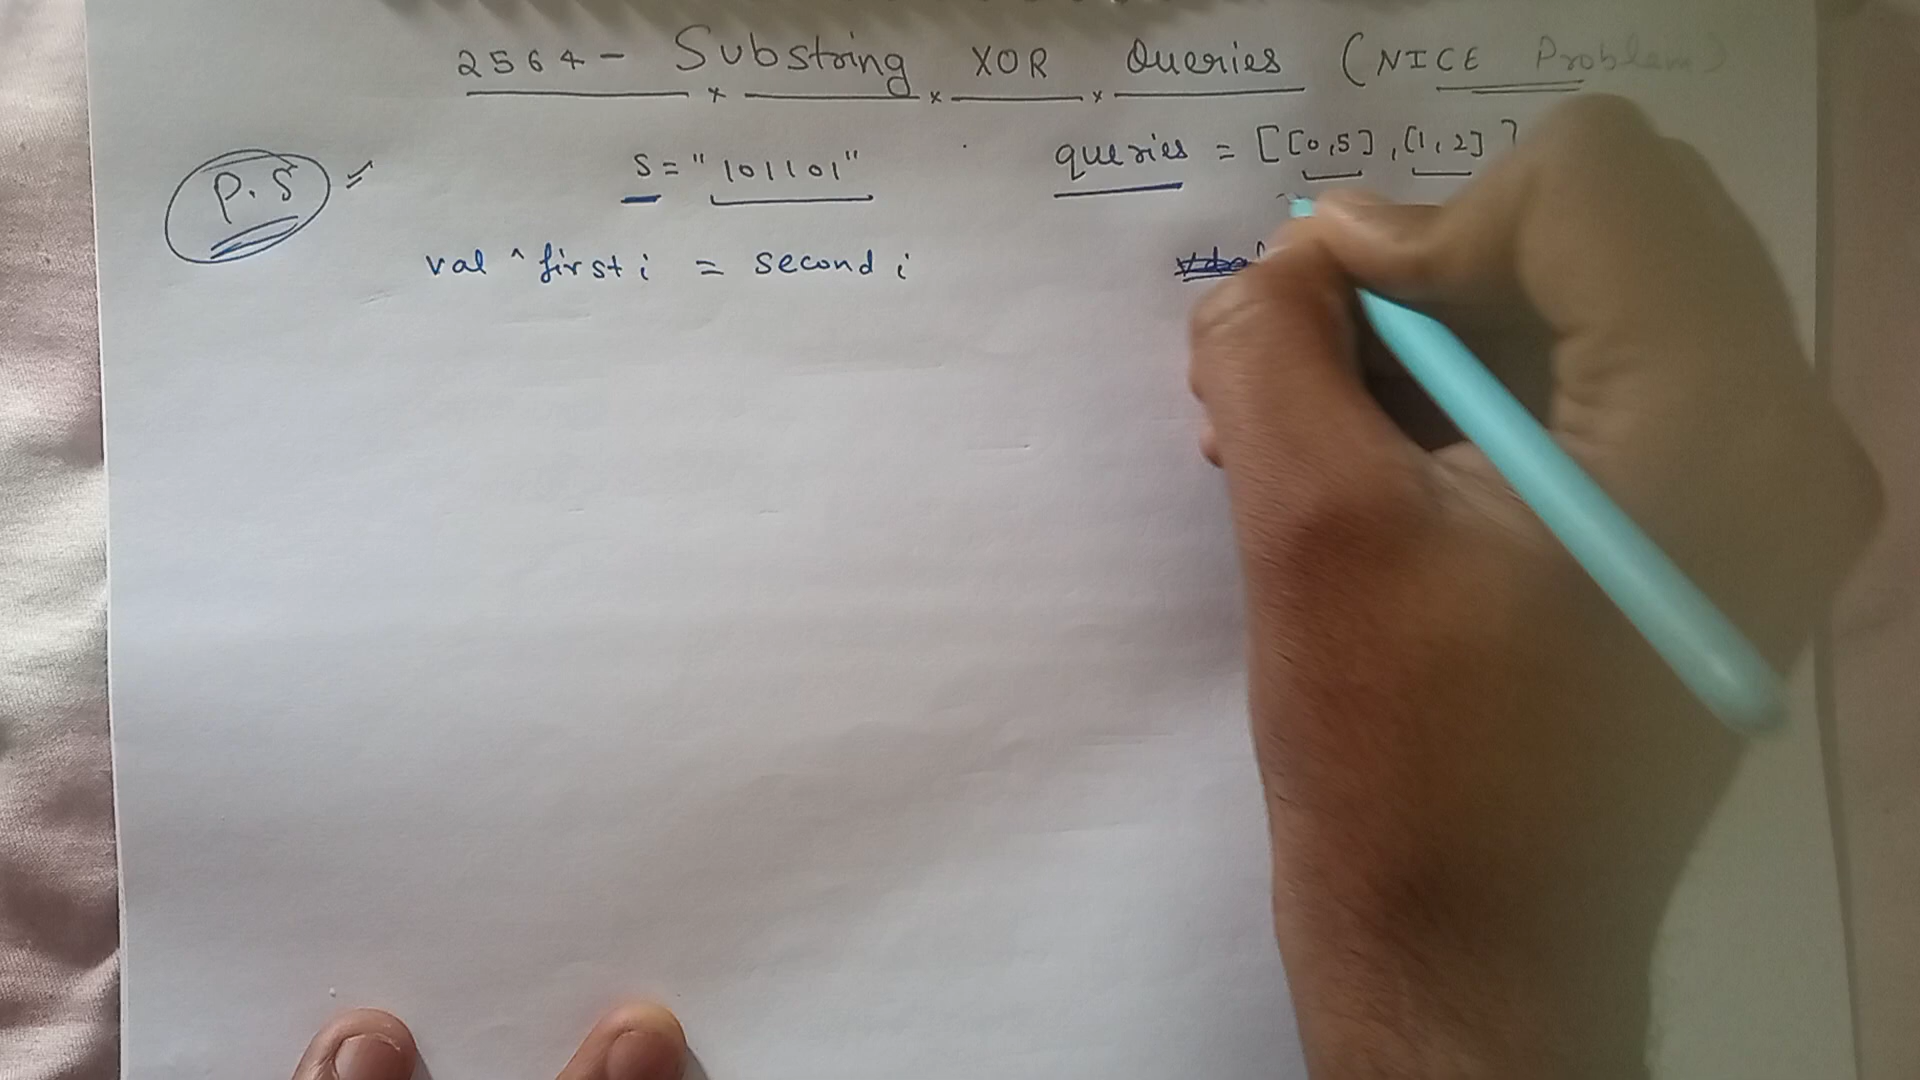 2564 - Substring XOR Queries (NICE Problem)
P.S
S = "101101" queries = [[0,5],[1,2]]
val ^ first i = second i